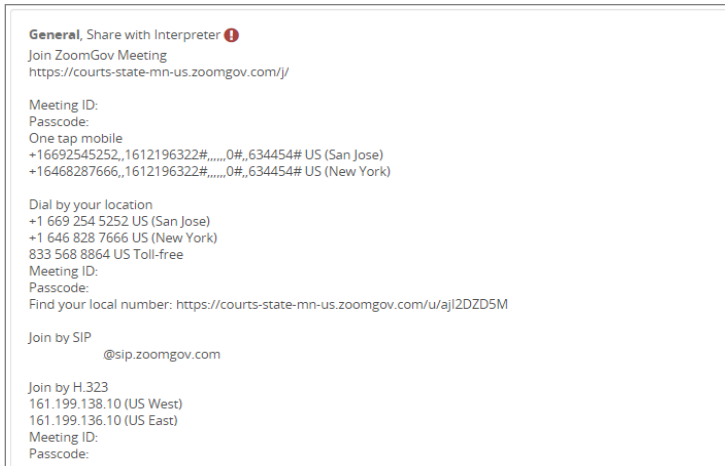 General, Share with Interpreter
Join ZoomGov Meeting
https://courts-state-mn-us.zoomgov.com/j/
Meeting ID:
Passcode:
One tap mobile
+16692545252,,1612196322#,,,,,,0#,,634454# US (San Jose)
+16468287666,,1612196322#,,,,,,0#,,634454# US (New York)
Dial by your location
+1 669 254 5252 US (San Jose)
+1 646 828 7666 US (New York)
833 568 8864 US Toll-free
Meeting ID:
Passcode:
Find your local number: https://courts-state-mn-us.zoomgov.com/u/ajI2DZD5M
Join by SIP
@sip.zoomgov.com
Join by H.323
161.199.138.10 (US West)
161.199.136.10 (US East)
Meeting ID:
Passcode: